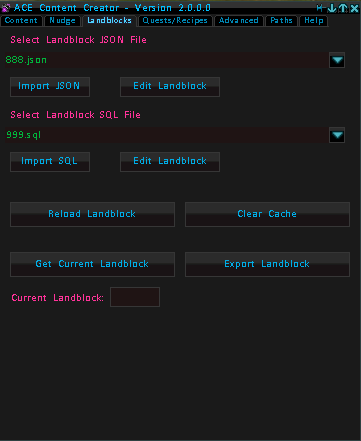 ACE Content Creator - Version 2.0.0.0
Content Nudge Landblocks Quests/Recipes Advanced Paths Help
Select Landblock JSON File
888.json
Import JSON Edit Landblock
Select Landblock SQL File
999.sql
Import SQL Edit Landblock
Reload Landblock Clear Cache
Get Current Landblock Export Landblock
Current Landblock: